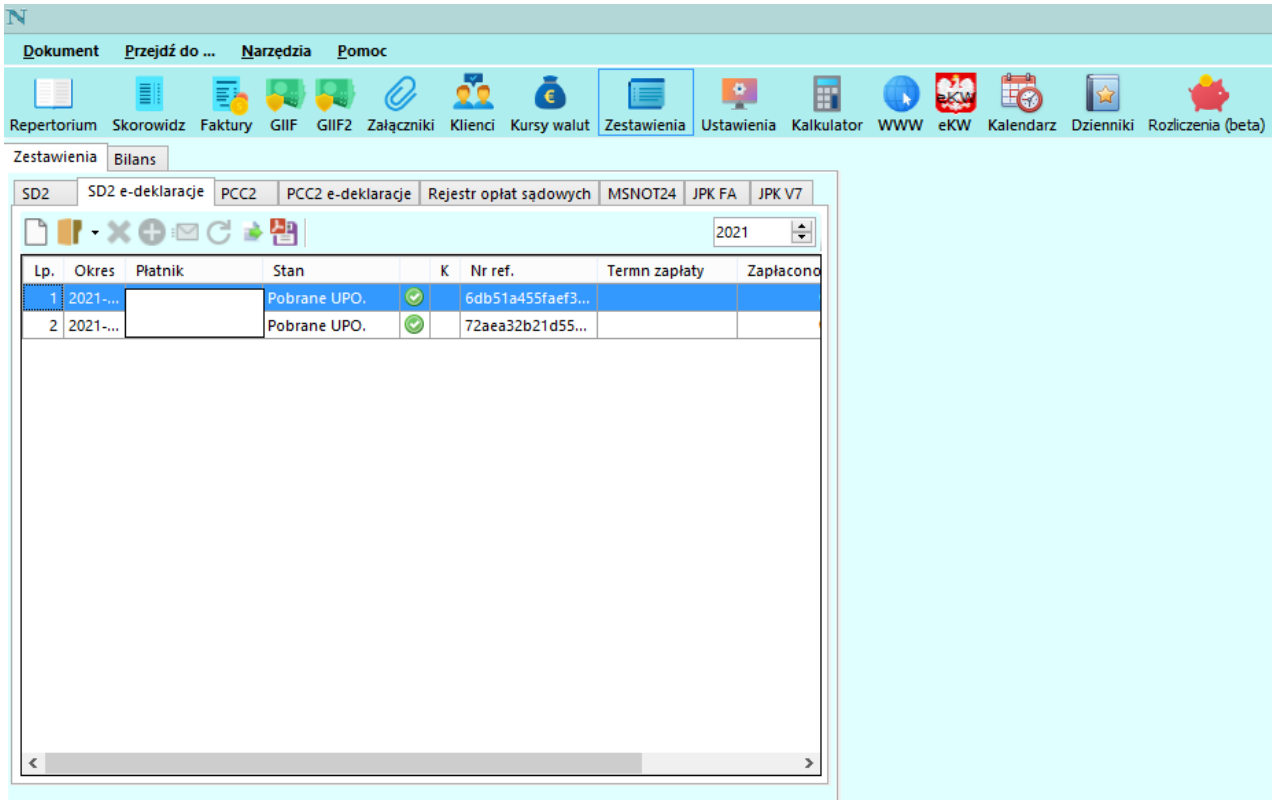 N
Dokument Przejdź do ... Narzędzia Pomoc
eKW
Repertorium Skorowidz Faktury GIIF GIIF2 Załączniki Klienci Kursy walut Zestawienia Ustawienia Kalkulator WWW eKW Kalendarz Dzienniki Rozliczenia (beta)
Zestawienia Bilans
SD2 SD2 e-deklaracje PCC2 PCC2 e-deklaracje Rejestr opłat sądowych MSNOT24 JPK FA JPK V7
2021
Lp. Okres Płatnik Stan K Nr ref. Termn zapłaty Zapłacono
1 2021-... Pobrane UPO. 6db51a455faef3...
2 2021-... Pobrane UPO. 72aea32b21d55...